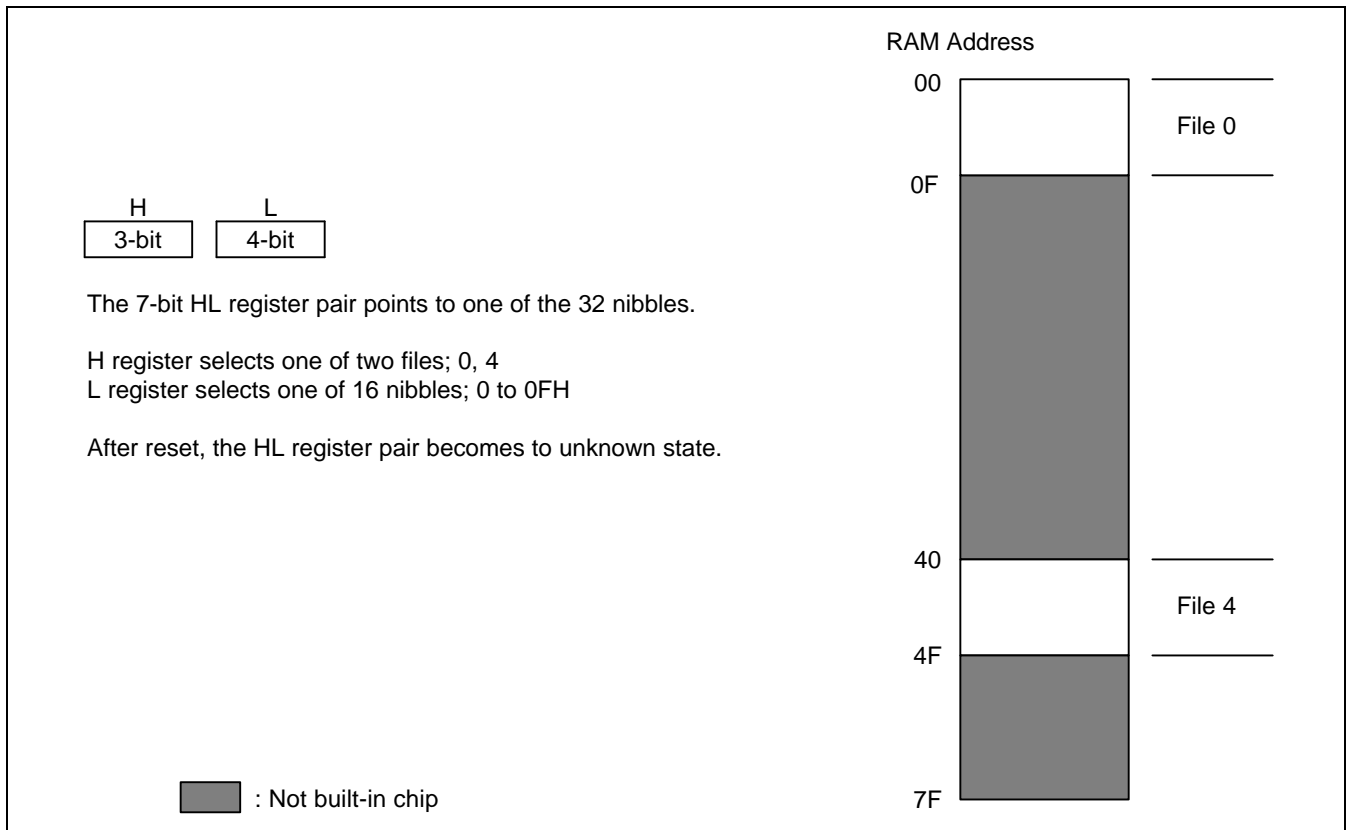 RAM Address
00
File 0
0F
H L
3-bit 4-bit
The 7-bit HL register pair points to one of the 32 nibbles.
H register selects one of two files; 0, 4
L register selects one of 16 nibbles; 0 to 0FH
After reset, the HL register pair becomes to unknown state.
40
File 4
4F
: Not built-in chip
7F